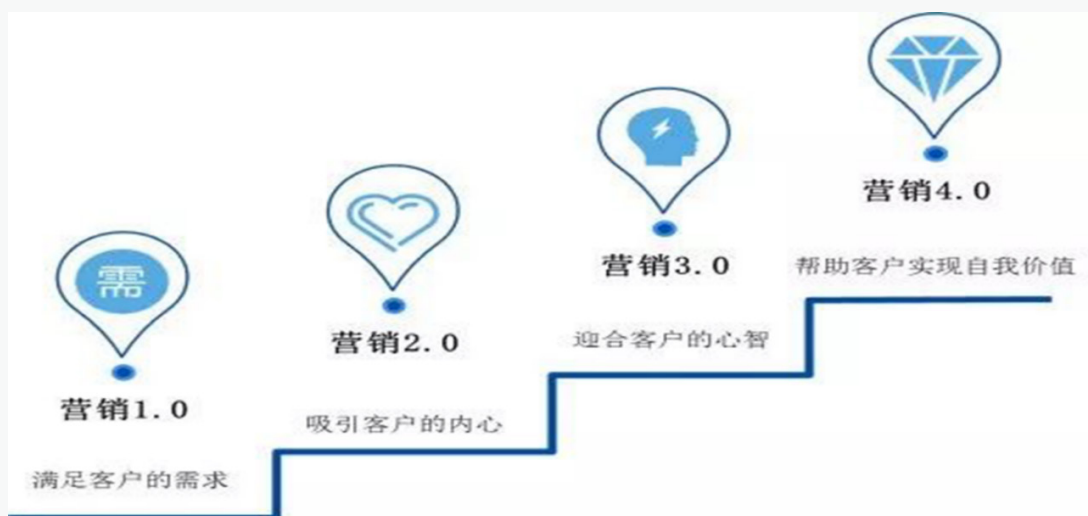 需
营销1.0
满足客户的需求
营销2.0
吸引客户的内心
营销3.0
迎合客户的心智
营销4.0
帮助客户实现自我价值